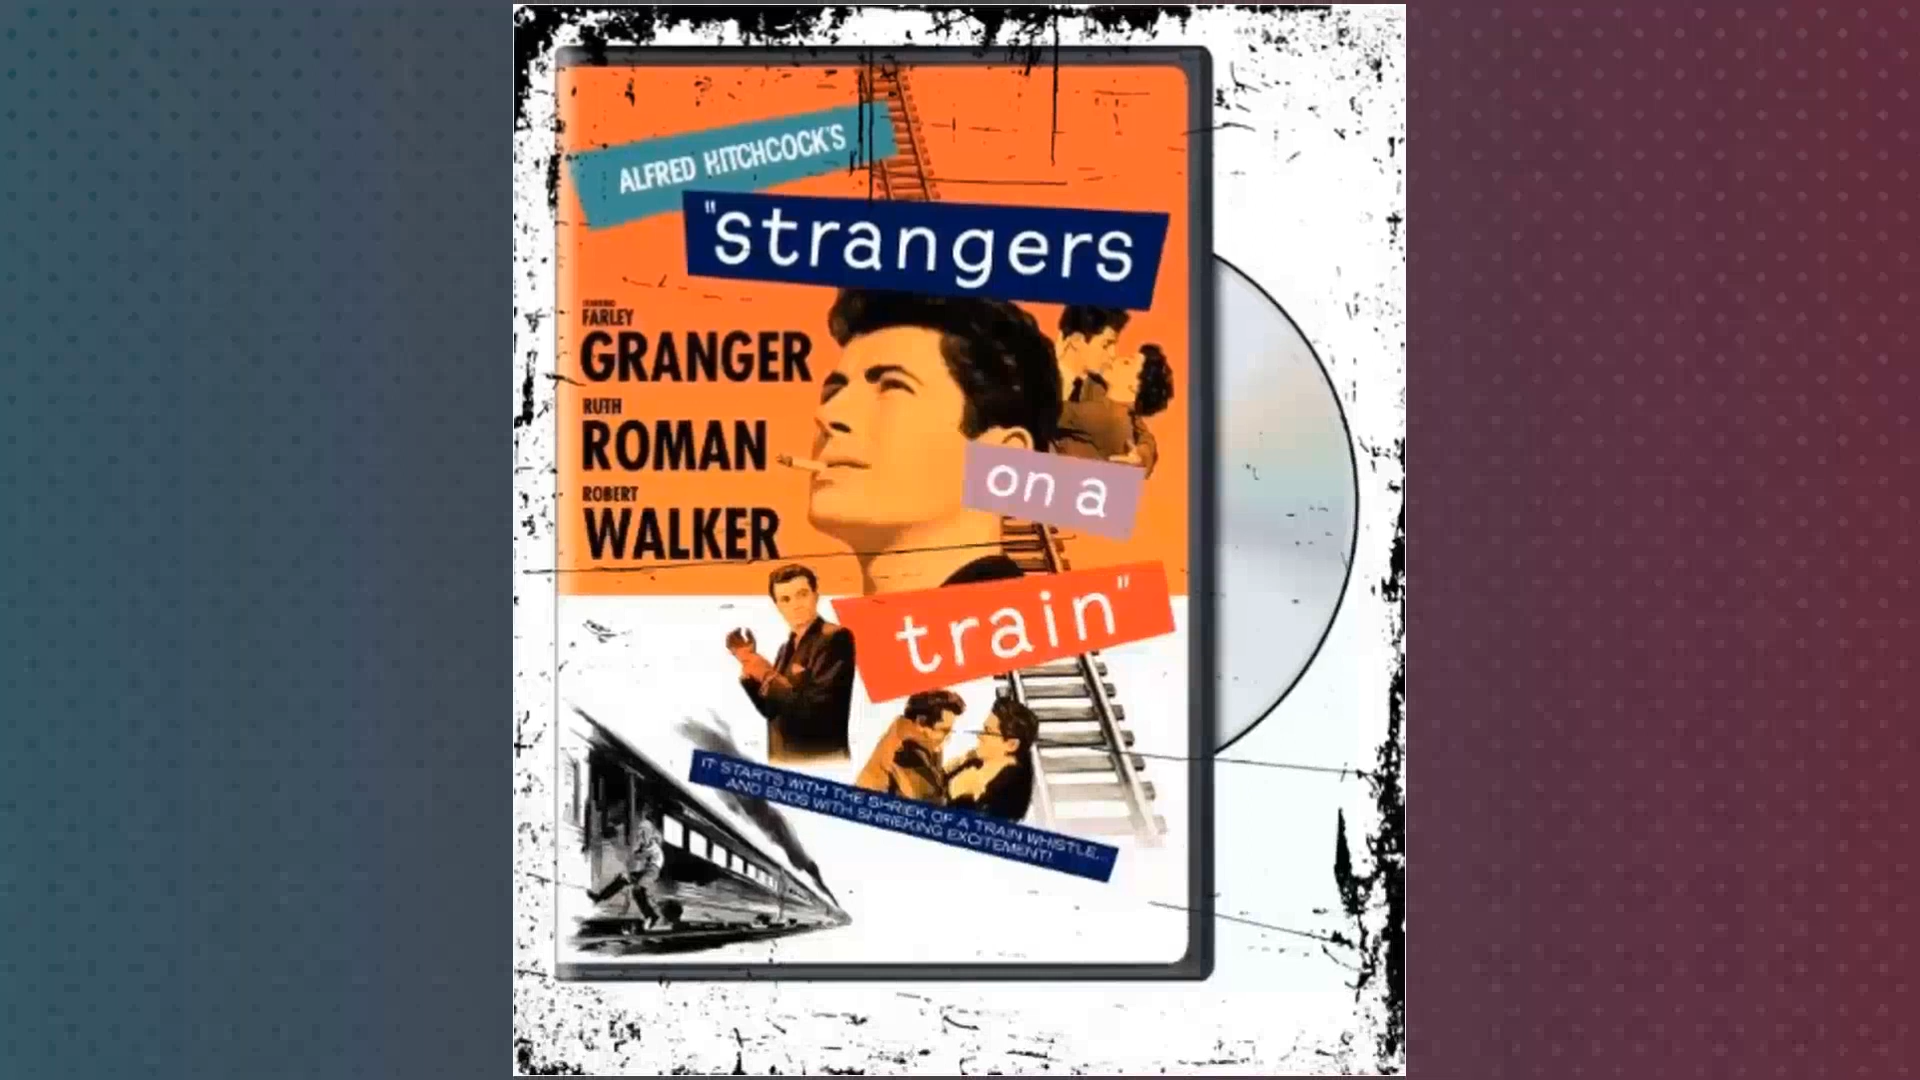 ALFRED HITCHCOCK'S
"strangers
STARRING
FARLEY
GRANGER
RUTH
ROMAN
ROBERT
WALKER
on a
train"
IT STARTS WITH THE SHRIEK OF A TRAIN WHISTLE...
AND ENDS WITH SHRIEKING EXCITEMENT!